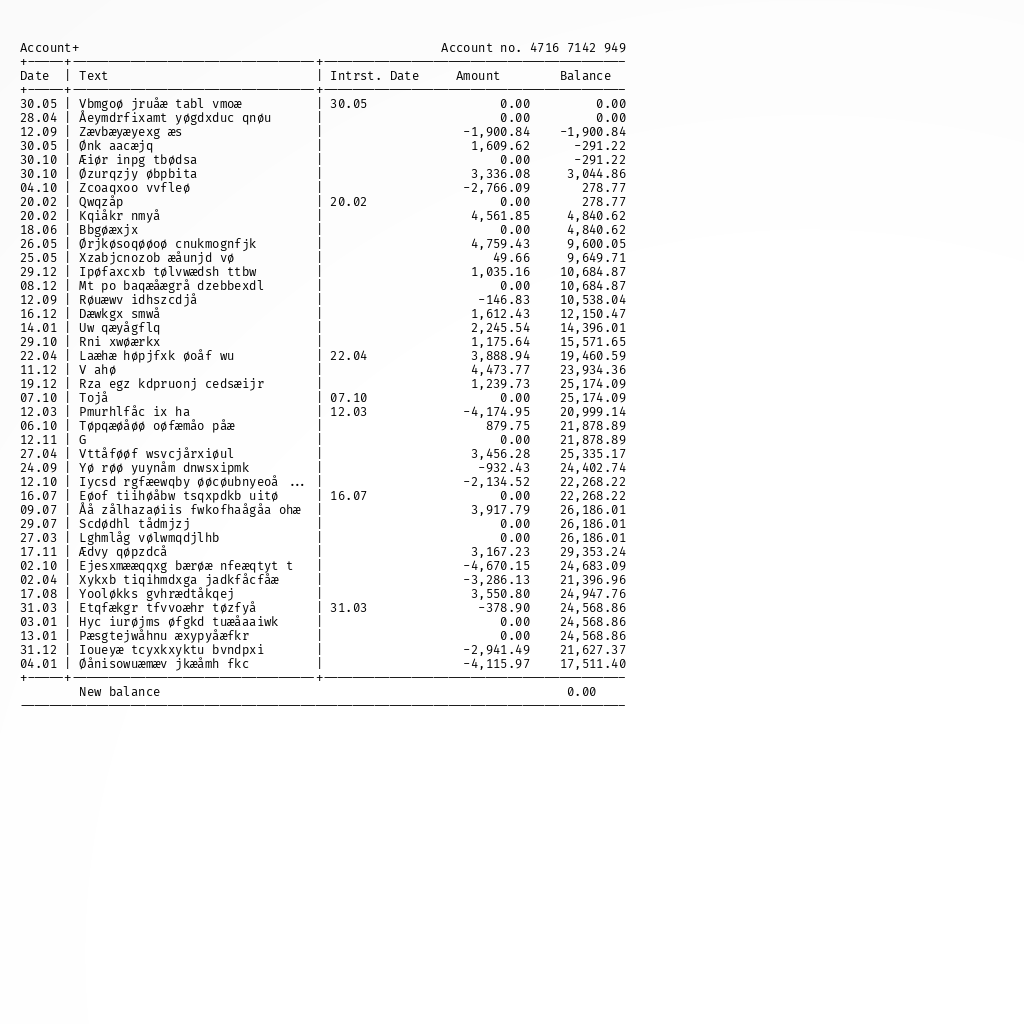 Account+ Account no. 4716 7142 949
Date | Text | Intrst. Date Amount Balance
30.05 | Vbmgoø jruåæ tabl vmoæ | 30.05 0.00 0.00
28.04 | Åeymdrfixamt yøgdxduc qnøu | 0.00 0.00
12.09 | Zævbæyæyexg æs | -1,900.84 -1,900.84
30.05 | Ønk aacæjq | 1,609.62 -291.22
30.10 | Æiør inpg tbødsa | 0.00 -291.22
30.10 | Øzurqzjy øbpbita | 3,336.08 3,044.86
04.10 | Zcoaqxoo vvfleø | -2,766.09 278.77
20.02 | Qwqzåp | 20.02 0.00 278.77
20.02 | Kqiåkr nmyå | 4,561.85 4,840.62
18.06 | Bbgøæxjx | 0.00 4,840.62
26.05 | Ørjkøsoqøøoø cnukmognfjk | 4,759.43 9,600.05
25.05 | Xzabjcnozob æåunjd vø | 49.66 9,649.71
29.12 | Ipøfaxcxb tølvwædsh ttbw | 1,035.16 10,684.87
08.12 | Mt po baqæåægrå dzebbexdl | 0.00 10,684.87
12.09 | Røuæwv idhszcdjå | -146.83 10,538.04
16.12 | Dæwkgx smwå | 1,612.43 12,150.47
14.01 | Uw qæyågflq | 2,245.54 14,396.01
29.10 | Rni xwøærkx | 1,175.64 15,571.65
22.04 | Laæhæ høpjfxk øoåf wu | 22.04 3,888.94 19,460.59
11.12 | V ahø | 4,473.77 23,934.36
19.12 | Rza egz kdpruonj cedsæijr | 1,239.73 25,174.09
07.10 | Tojå | 07.10 0.00 25,174.09
12.03 | Pmurhlfåc ix ha | 12.03 -4,174.95 20,999.14
06.10 | Tøpqæøåøø oøfæmåo påæ | 879.75 21,878.89
12.11 | G | 0.00 21,878.89
27.04 | Vttåføøf wsvcjårxiøul | 3,456.28 25,335.17
24.09 | Yø røø yuynåm dnwsxipmk | -932.43 24,402.74
12.10 | Iycsd rgfæewqby øøcøubnyeoå ... | -2,134.52 22,268.22
16.07 | Eøof tiihøåbw tsqxpdkb uitø | 16.07 0.00 22,268.22
09.07 | Åå zålhazaøiis fwkofhaågåa ohæ | 3,917.79 26,186.01
29.07 | Scdødhl tådmjzj | 0.00 26,186.01
27.03 | Lghmlåg vølwmqdjlhb | 0.00 26,186.01
17.11 | Ædvy qøpzdcå | 3,167.23 29,353.24
02.10 | Ejesxmææqqxg bærøæ nfeæqtyt t | -4,670.15 24,683.09
02.04 | Xykxb tiqihmdxga jadkfåcfåæ | -3,286.13 21,396.96
17.08 | Yooløkks gvhrædtåkqej | 3,550.80 24,947.76
31.03 | Etqfækgr tfvvoæhr tøzfyå | 31.03 -378.90 24,568.86
03.01 | Hyc iurøjms øfgkd tuæåaaiwk | 0.00 24,568.86
13.01 | Pæsgtejwåhnu æxypyåæfkr | 0.00 24,568.86
31.12 | Ioueyæ tcyxkxyktu bvndpxi | -2,941.49 21,627.37
04.01 | Øånisowuæmæv jkæåmh fkc | -4,115.97 17,511.40
New balance 0.00